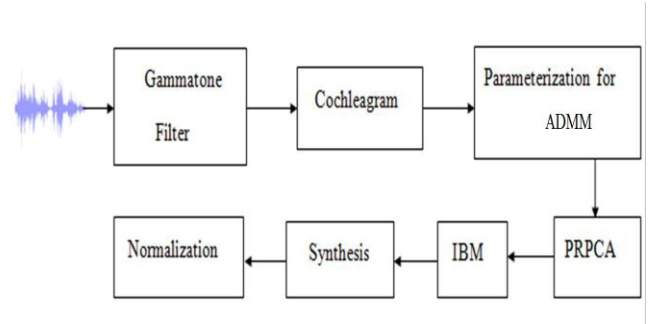 Gammatone
Filter
Cochleagram
Parameterization for
ADMM
PRPCA
IBM
Synthesis
Normalization